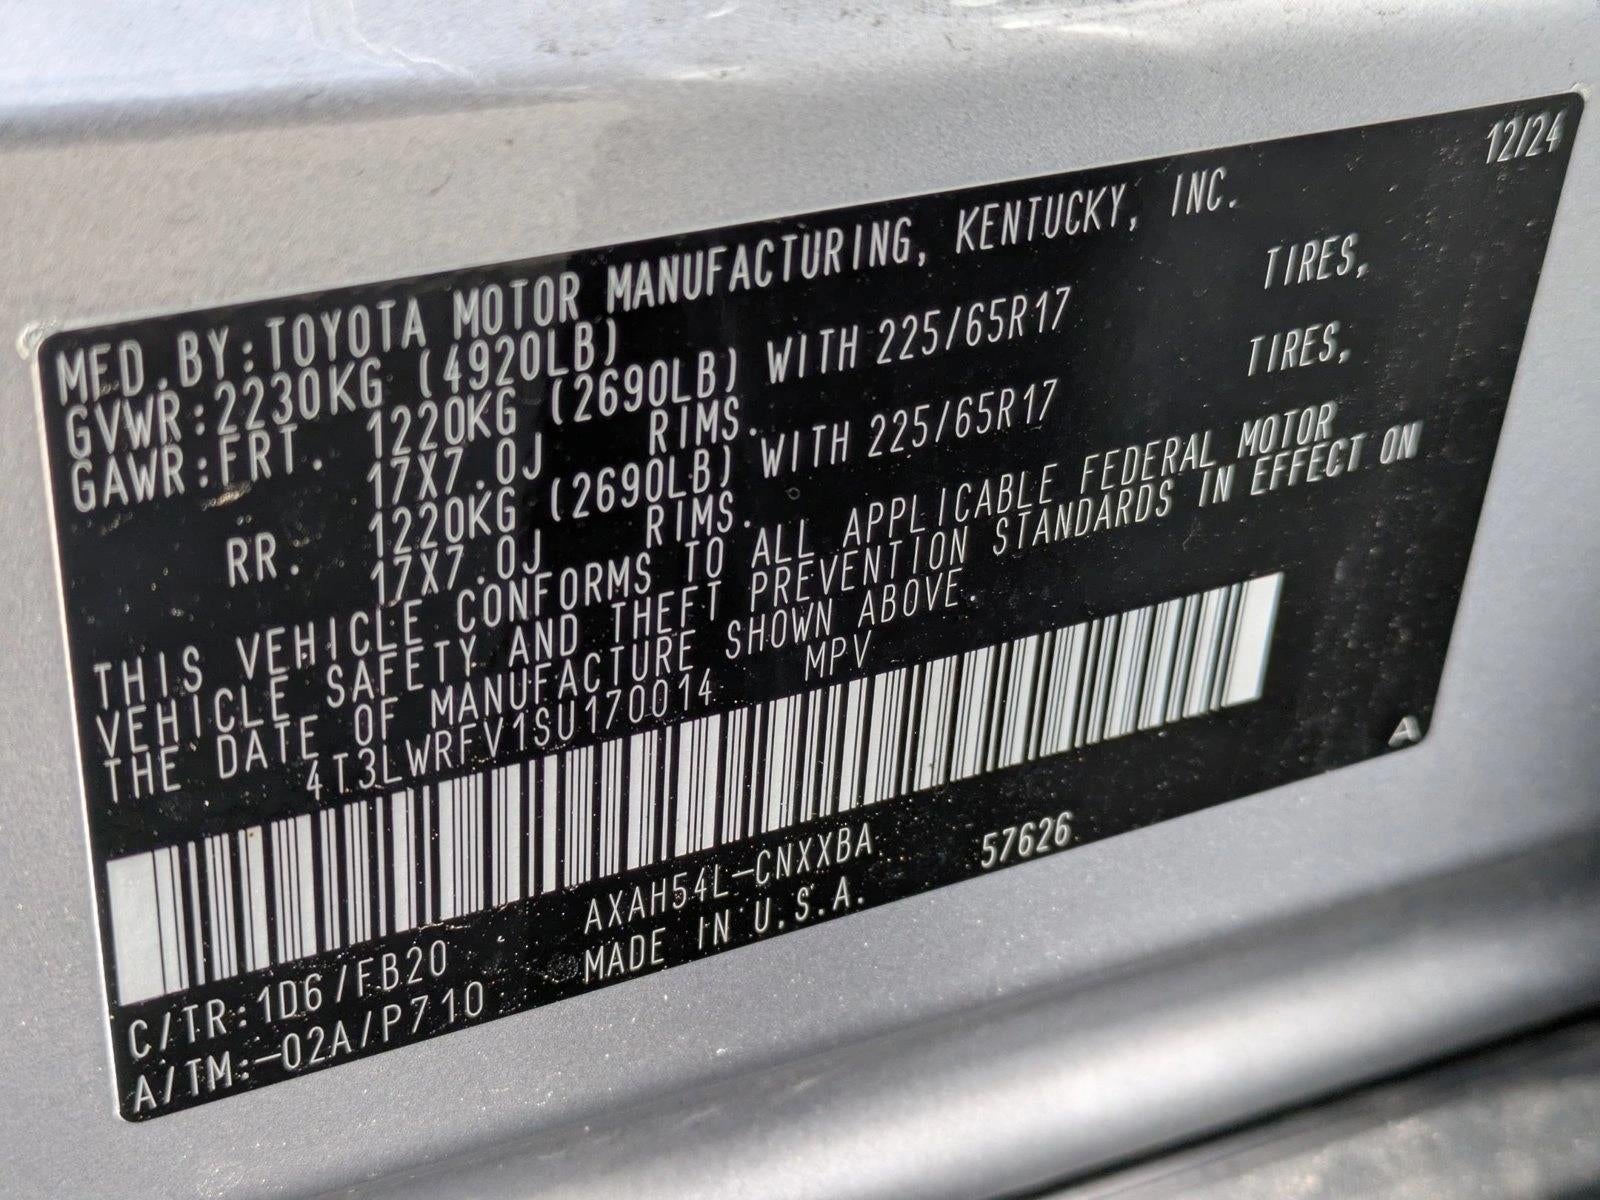 12/24
MFD.BY:TOYOTA MOTOR MANUFACTURING, KENTUCKY, INC.
GVWR:2230KG (4920LB)
GAWR:FRT. 1220KG (2690LB) WITH 225/65R17 TIRES,
17X7.0J RIMS.
RR. 1220KG (2690LB) WITH 225/65R17 TIRES,
17X7.0J RIMS.
THIS VEHICLE CONFORMS TO ALL APPLICABLE FEDERAL MOTOR
VEHICLE SAFETY AND THEFT PREVENTION STANDARDS IN EFFECT ON
THE DATE OF MANUFACTURE SHOWN ABOVE.
4T3LWRFV1SU170014 MPV
A
C/TR:1D6/FB20 AXAH54L-CNXXBA 57626
A/TM:-02A/P710 MADE IN U.S.A.